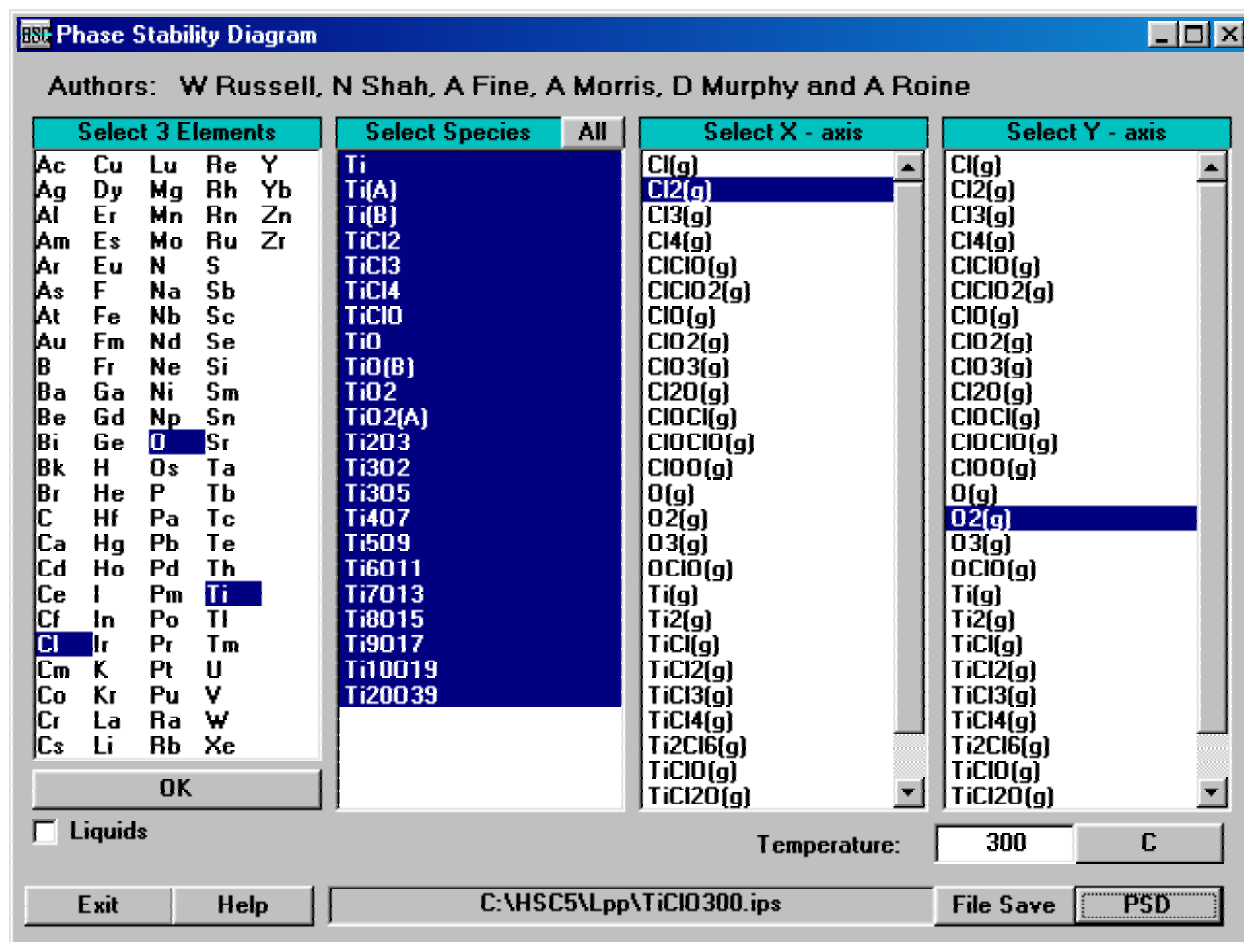 HSC Phase Stability Diagram
Authors: W Russell, N Shah, A Fine, A Morris, D Murphy and A Roine
Select 3 Elements
Ac Cu Lu Re Y
Ag Dy Mg Rh Yb
Al Er Mn Rn Zn
Am Es Mo Ru Zr
Ar Eu N S
As F Na Sb
At Fe Nb Sc
Au Fm Nd Se
B Fr Ne Si
Ba Ga Ni Sm
Be Gd Np Sn
Bi Ge O Sr
Bk H Os Ta
Br He P Tb
C Hf Pa Tc
Ca Hg Pb Te
Cd Ho Pd Th
Ce I Pm Ti
Cf In Po Tl
Cl Ir Pr Tm
Cm K Pt U
Co Kr Pu V
Cr La Ra W
Cs Li Rb Xe
OK
Liquids
Select Species All
Ti
Ti(A)
Ti(B)
TiCl2
TiCl3
TiCl4
TiClO
TiO
TiO(B)
TiO2
TiO2(A)
Ti2O3
Ti3O2
Ti3O5
Ti4O7
Ti5O9
Ti6O11
Ti7O13
Ti8O15
Ti9O17
Ti10O19
Ti20O39
Select X - axis
Cl(g)
Cl2(g)
Cl3(g)
Cl4(g)
ClClO(g)
ClClO2(g)
ClO(g)
ClO2(g)
ClO3(g)
Cl2O(g)
ClOCl(g)
ClOClO(g)
ClOO(g)
O(g)
O2(g)
O3(g)
OClO(g)
Ti(g)
Ti2(g)
TiCl(g)
TiCl2(g)
TiCl3(g)
TiCl4(g)
Ti2Cl6(g)
TiClO(g)
TiCl2O(g)
Select Y - axis
Cl(g)
Cl2(g)
Cl3(g)
Cl4(g)
ClClO(g)
ClClO2(g)
ClO(g)
ClO2(g)
ClO3(g)
Cl2O(g)
ClOCl(g)
ClOClO(g)
ClOO(g)
O(g)
O2(g)
O3(g)
OClO(g)
Ti(g)
Ti2(g)
TiCl(g)
TiCl2(g)
TiCl3(g)
TiCl4(g)
Ti2Cl6(g)
TiClO(g)
TiCl2O(g)
Temperature: 300 C
Exit Help C:\HSC5\Lpp\TiClO300.ips File Save PSD